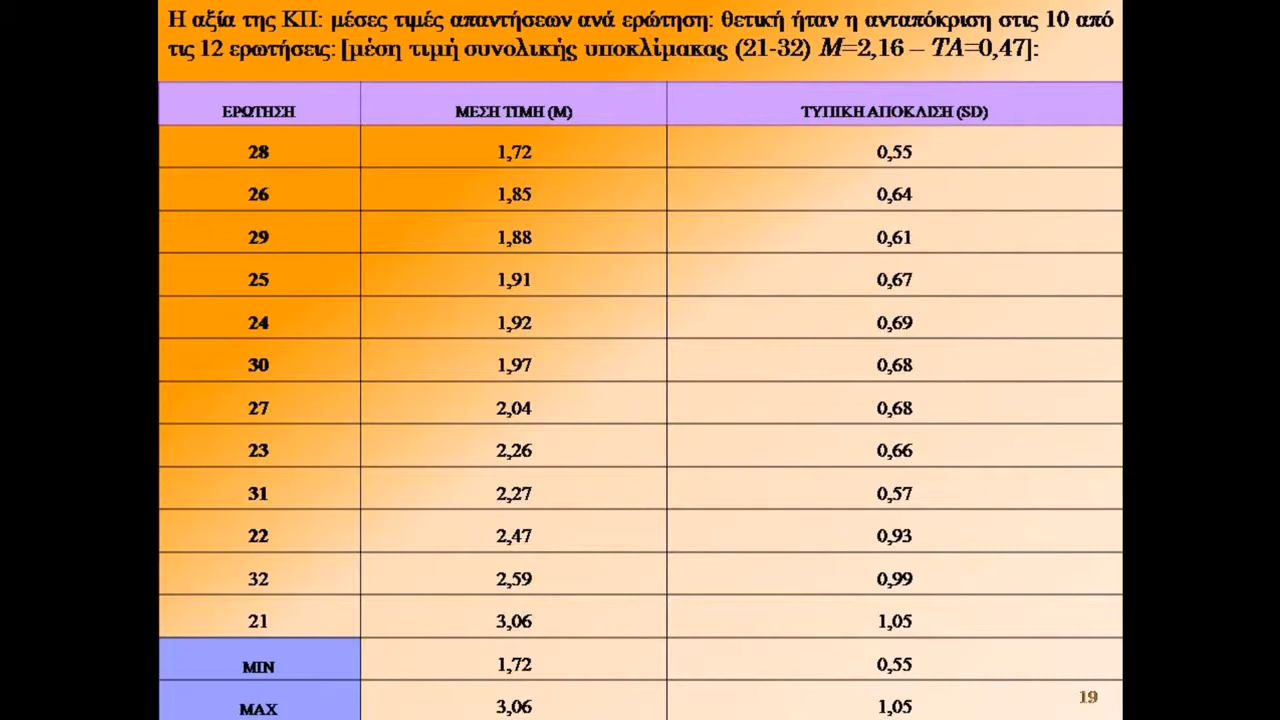 Η αξία της ΚΠ: μέσες τιμές απαντήσεων ανά ερώτηση: θετική ήταν η ανταπόκριση στις 10 από
τις 12 ερωτήσεις: [μέση τιμή συνολικής υποκλίμακας (21-32) M=2,16 – TA=0,47]:
ΕΡΩΤΗΣΗ ΜΕΣΗ ΤΙΜΗ (Μ) ΤΥΠΙΚΗ ΑΠΟΚΛΙΣΗ (SD)
28 1,72 0,55
26 1,85 0,64
29 1,88 0,61
25 1,91 0,67
24 1,92 0,69
30 1,97 0,68
27 2,04 0,68
23 2,26 0,66
31 2,27 0,57
22 2,47 0,93
32 2,59 0,99
21 3,06 1,05
MIN 1,72 0,55
MAX 3,06 1,05
19